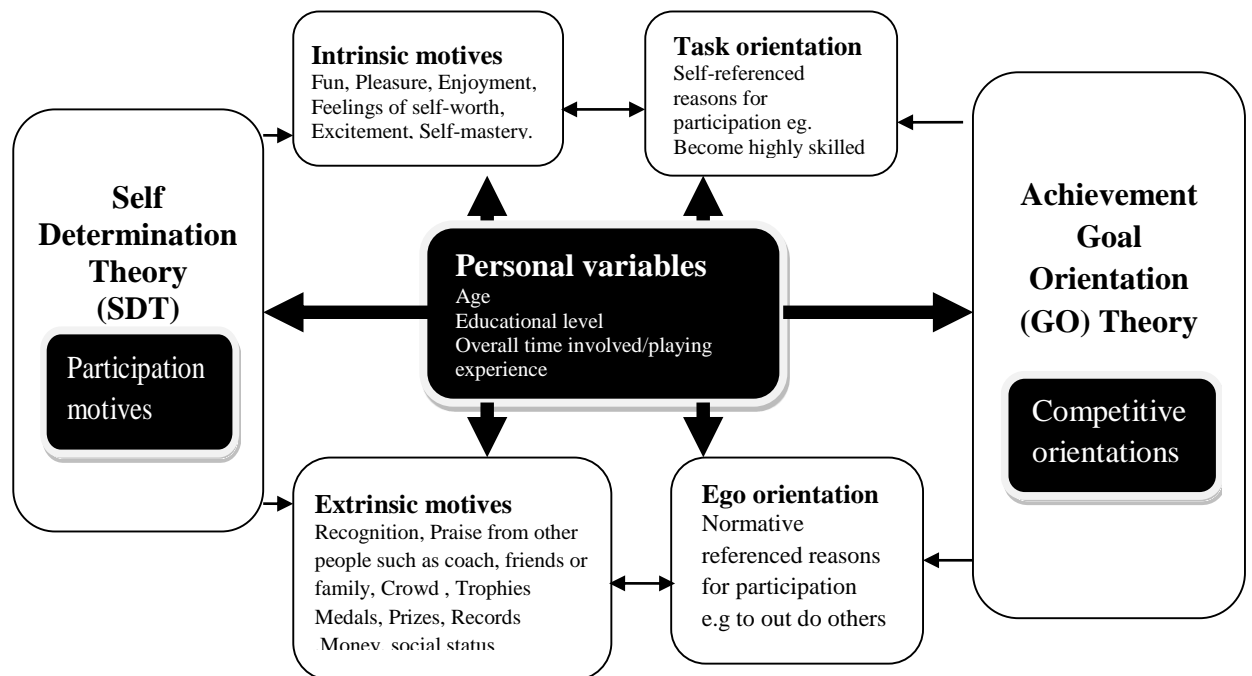 Intrinsic motives
Fun, Pleasure, Enjoyment,
Feelings of self-worth,
Excitement, Self-mastery.
Task orientation
Self-referenced
reasons for
participation eg.
Become highly skilled
Self
Determination
Theory
(SDT)
Participation
motives
Personal variables
Age
Educational level
Overall time involved/playing
experience
Achievement
Goal
Orientation
(GO) Theory
Competitive
orientations
Extrinsic motives
Recognition, Praise from other
people such as coach, friends or
family, Crowd , Trophies
Medals, Prizes, Records
.Money, social status
Ego orientation
Normative
referenced reasons
for participation
e.g to out do others